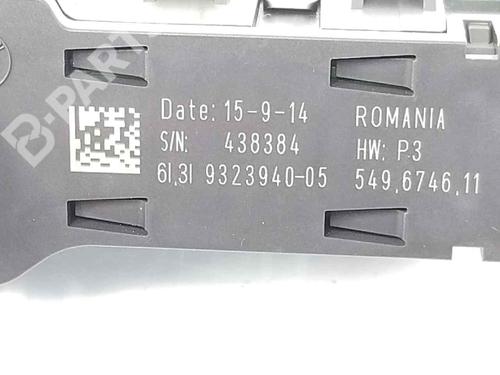 B-PARTS
Date: 15-9-14 ROMANIA
S/N: 438384 HW: P.3
61.31 9323940-05 549.6746.11